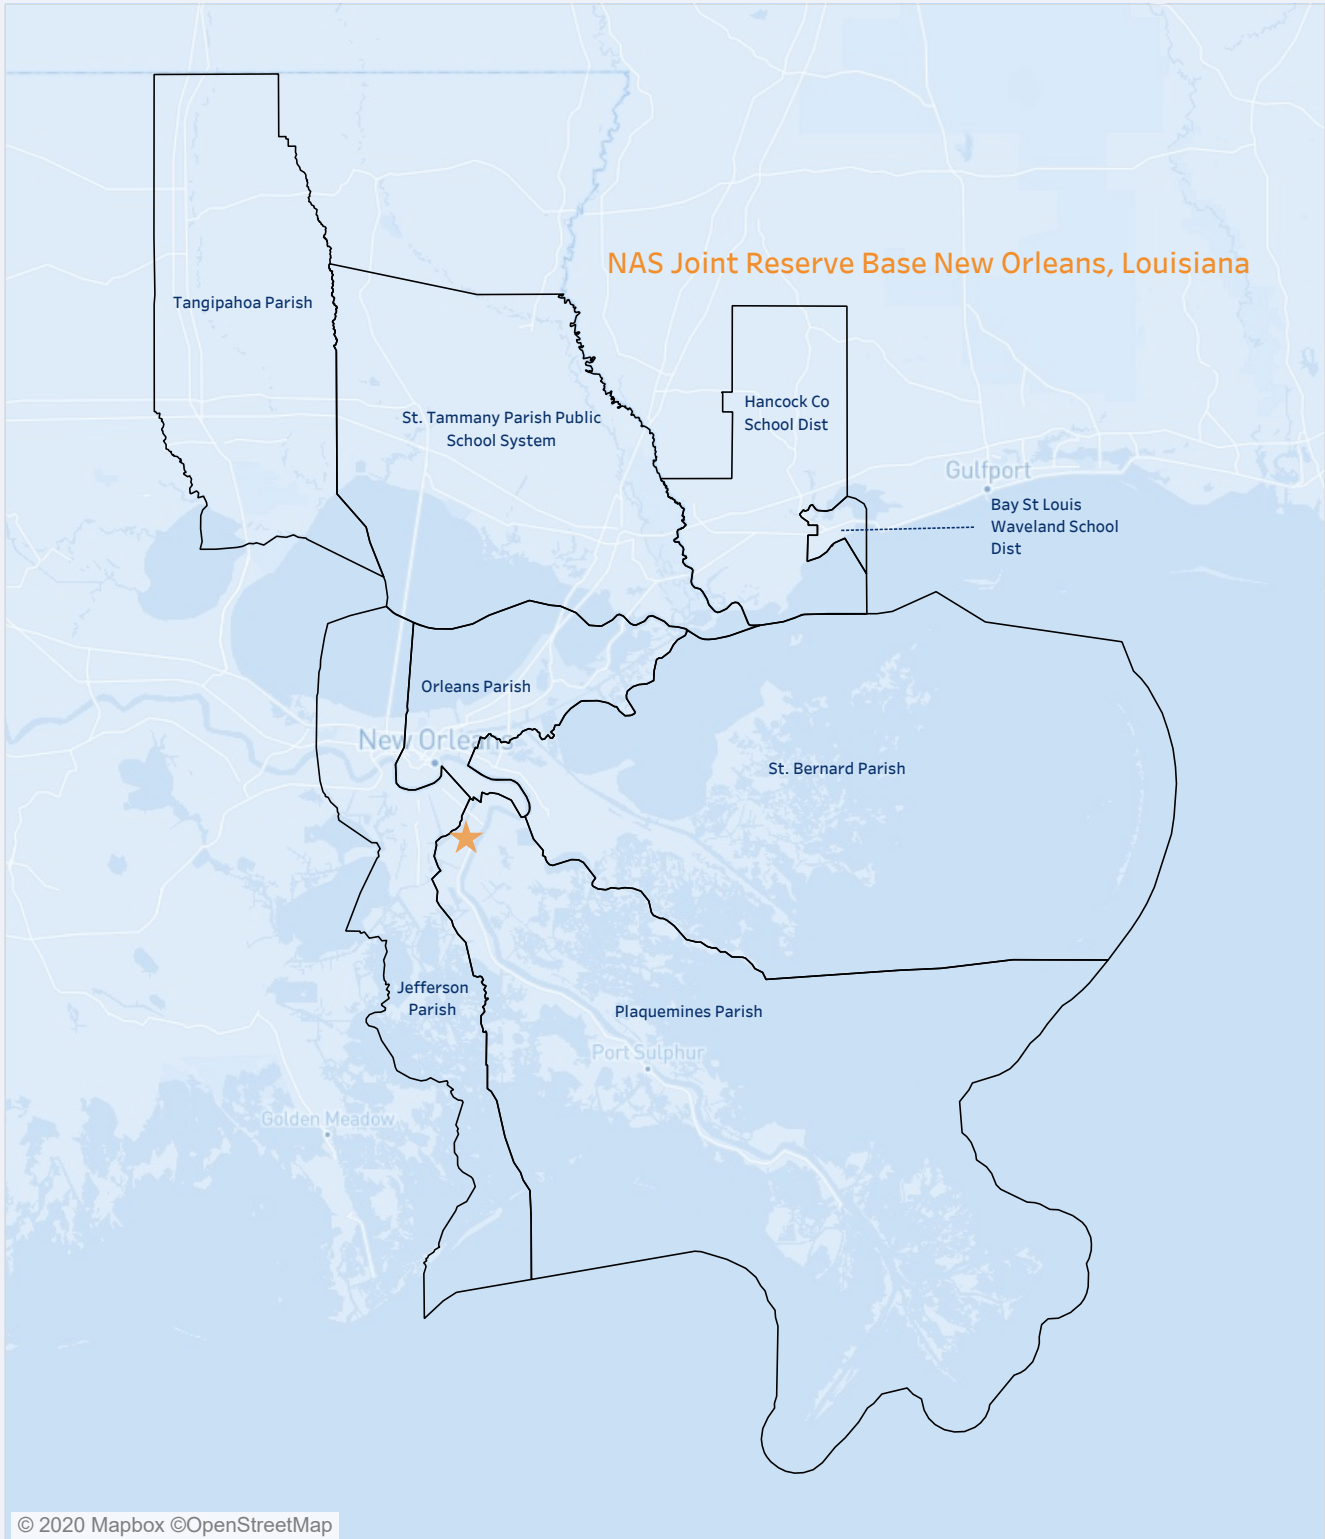 NAS Joint Reserve Base New Orleans, Louisiana
Tangipahoa Parish
St. Tammany Parish Public
School System
Hancock Co
School Dist
Gulfport
Bay St Louis
Waveland School
Dist
Orleans Parish
New Orleans
St. Bernard Parish
Jefferson
Parish
Plaquemines Parish
Port Sulphur
Golden Meadow
© 2020 Mapbox ©OpenStreetMap